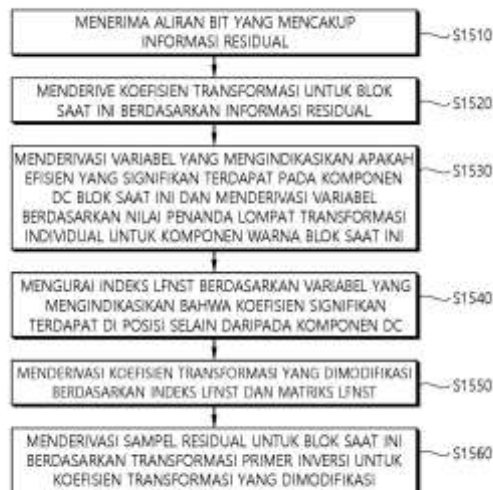 MENERIMA ALIRAN BIT YANG MENCAKUP
INFORMASI RESIDUAL
S1510
MENDERIVE KOEFISIEN TRANSFORMASI UNTUK BLOK
SAAT INI BERDASARKAN INFORMASI RESIDUAL
S1520
MENDERIVASI VARIABEL YANG MENGINDIKASIKAN APAKAH
EFISIEN YANG SIGNIFIKAN TERDAPAT PADA KOMPONEN
DC BLOK SAAT INI DAN MENDERIVASI VARIABEL
BERDASARKAN NILAI PENANDA LOMPAT TRANSFORMASI
INDIVIDUAL UNTUK KOMPONEN WARNA BLOK SAAT INI
S1530
MENGURAI INDEKS LFNST BERDASARKAN VARIABEL YANG
MENGINDIKASIKAN BAHWA KOEFISIEN SIGNIFIKAN
TERDAPAT DI POSISI SELAIN DARIPADA KOMPONEN DC
S1540
MENDERIVASI KOEFISIEN TRANSFORMASI YANG DIMODIFIKASI
BERDASARKAN INDEKS LFNST DAN MATRIKS LFNST
S1550
MENDERIVASI SAMPEL RESIDUAL UNTUK BLOK SAAT INI
BERDASARKAN TRANSFORMASI PRIMER INVERSI UNTUK
KOEFISIEN TRANSFORMASI YANG DIMODIFIKASI
S1560